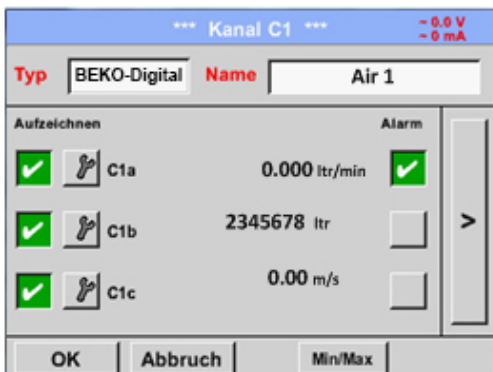 *** Kanal C1 ***
~ 0.0 V
~ 0 mA
Typ BEKO-Digital Name Air 1
Aufzeichnen Alarm
C1a 0.000 ltr/min
C1b 2345678 ltr
C1c 0.00 m/s
>
OK Abbruch Min/Max